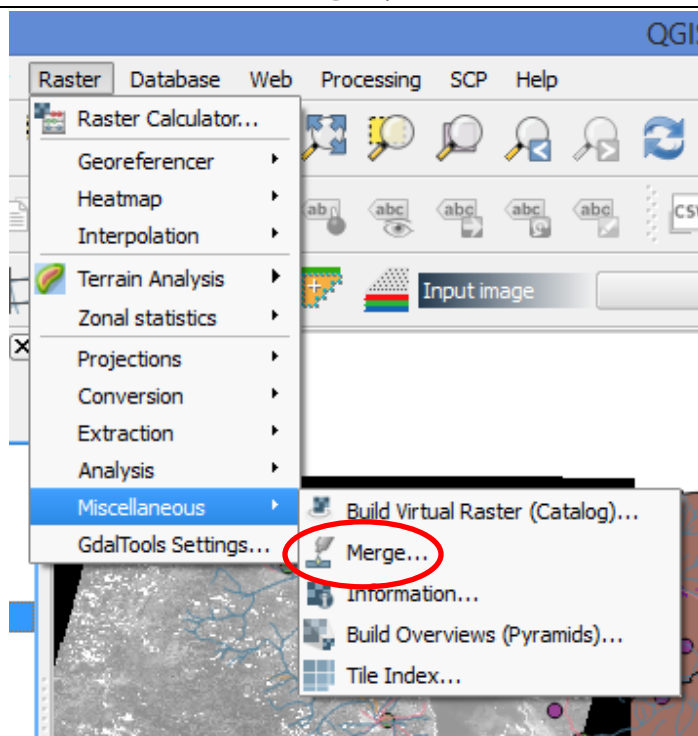 QGIS
Raster Database Web Processing SCP Help
Raster Calculator...
Georeferencer
Heatmap
Interpolation
ab abc abc abc abc CSV
Terrain Analysis
Input image
Zonal statistics
Projections
Conversion
Extraction
Analysis
Miscellaneous
Build Virtual Raster (Catalog)...
GdalTools Settings...
Merge...
Information...
Build Overviews (Pyramids)...
Tile Index...